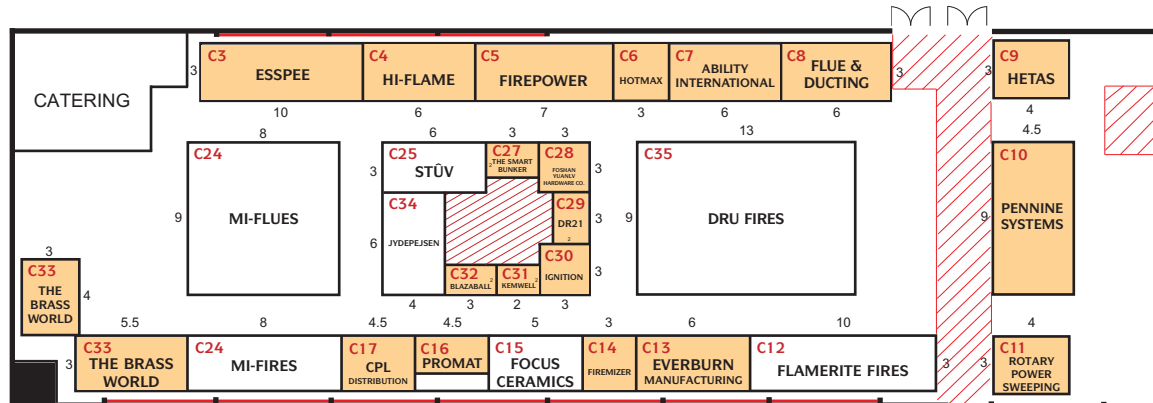 C3
ESSPEE
C4
HI-FLAME
C5
FIREPOWER
C6
HOTMAX
C7
ABILITY
INTERNATIONAL
C8
FLUE &
DUCTING
C9
HETAS
3
3
3
CATERING
10
6
7
3
6
6
4
8
6
3
3
13
4.5
C24
MI-FLUES
9
C25
STÛV
3
C27
THE SMART
BUNKER
2
C28
FOSHAN
YUANLV
HARDWARE CO.
3
C34
JYDEPEJSEN
6
C29
DR21
2
3
C30
IGNITION
3
C32
BLAZABALL
2
C31
KEMWELL
2
4
3
2
3
C35
DRU FIRES
9
C10
PENNINE
SYSTEMS
9
3
C33
THE
BRASS
WORLD
4
5.5
8
4.5
4.5
5
3
6
10
4
3
C33
THE BRASS
WORLD
C24
MI-FIRES
C17
CPL
DISTRIBUTION
C16
PROMAT
C15
FOCUS
CERAMICS
C14
FIREMIZER
C13
EVERBURN
MANUFACTURING
C12
FLAMERITE FIRES
3
3
C11
ROTARY
POWER
SWEEPING